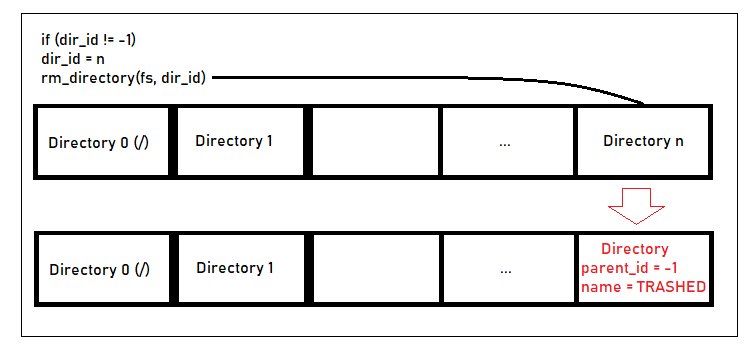 if (dir_id != -1)
dir_id = n
rm_directory(fs, dir_id)
Directory 0 (/) Directory 1 ... Directory n
Directory 0 (/) Directory 1 ... Directory
parent_id = -1
name = TRASHED